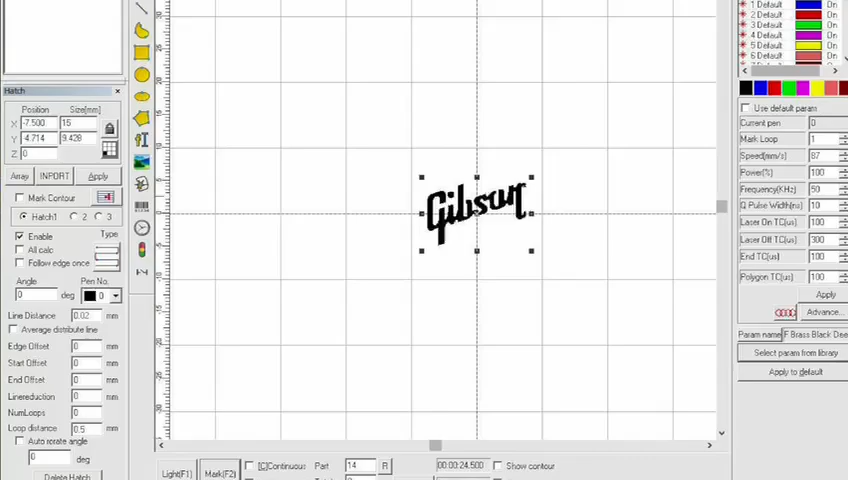 1 Default On
2 Default On
3 Default On
4 Default On
5 Default On
6 Default On
Hatch
Position Size[mm]
X -7.500 15
Y -4.714 9.428
Z 0
Array INPORT Apply
Mark Contour
Hatch1 2 3
Enable Type
All calc
Follow edge once
Angle Pen No.
0 deg 0
Line Distance 0.02 mm
Average distribute line
Edge Offset 0 mm
Start Offset 0 mm
End Offset 0 mm
Linereduction 0 mm
NumLoops 0
Loop distance 0.5 mm
Auto rotate angle
0 deg
Delete Hatch
Gibson
Use default param
Current pen 0
Mark Loop 1
Speed(mm/s) 87
Power(%) 100
Frequency(KHz) 50
Q Pulse Width(ns) 10
Laser On TC(us) 100
Laser Off TC(us) 300
End TC(us) 100
Polygon TC(us) 100
Apply
Advance...
Param name F Brass Black Dee
Select param from library
Apply to default
Light(F1) Mark(F2) [C]Continuous Part 14 R 00:00:24.500 Show contour